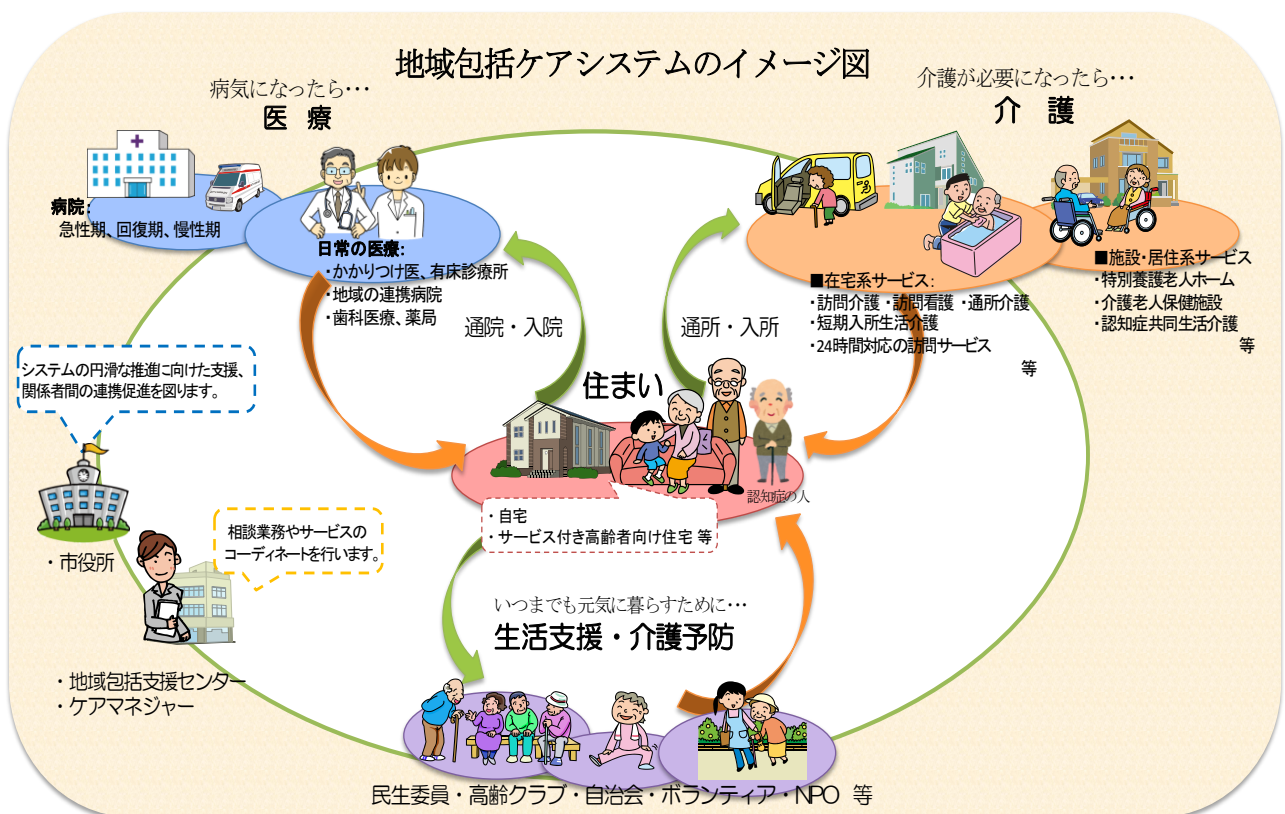 地域包括ケアシステムのイメージ図
病気になったら…
医 療
介護が必要になったら…
介 護
病院：
急性期、回復期、慢性期
日常の医療：
・かかりつけ医、有床診療所
・地域の連携病院
・歯科医療、薬局
■在宅系サービス：
・訪問介護 ・訪問看護 ・通所介護
・短期入所生活介護
・24時間対応の訪問サービス
等
■施設・居住系サービス
・特別養護老人ホーム
・介護老人保健施設
・認知症共同生活介護
等
通院・入院
通所・入所
システムの円滑な推進に向けた支援、
関係者間の連携促進を図ります。
・市役所
住まい
認知症の人
・自宅
・サービス付き高齢者向け住宅 等
相談業務やサービスの
コーディネートを行います。
・地域包括支援センター
・ケアマネジャー
いつまでも元気に暮らすために…
生活支援・介護予防
民生委員・高齢クラブ・自治会・ボランティア・NPO 等